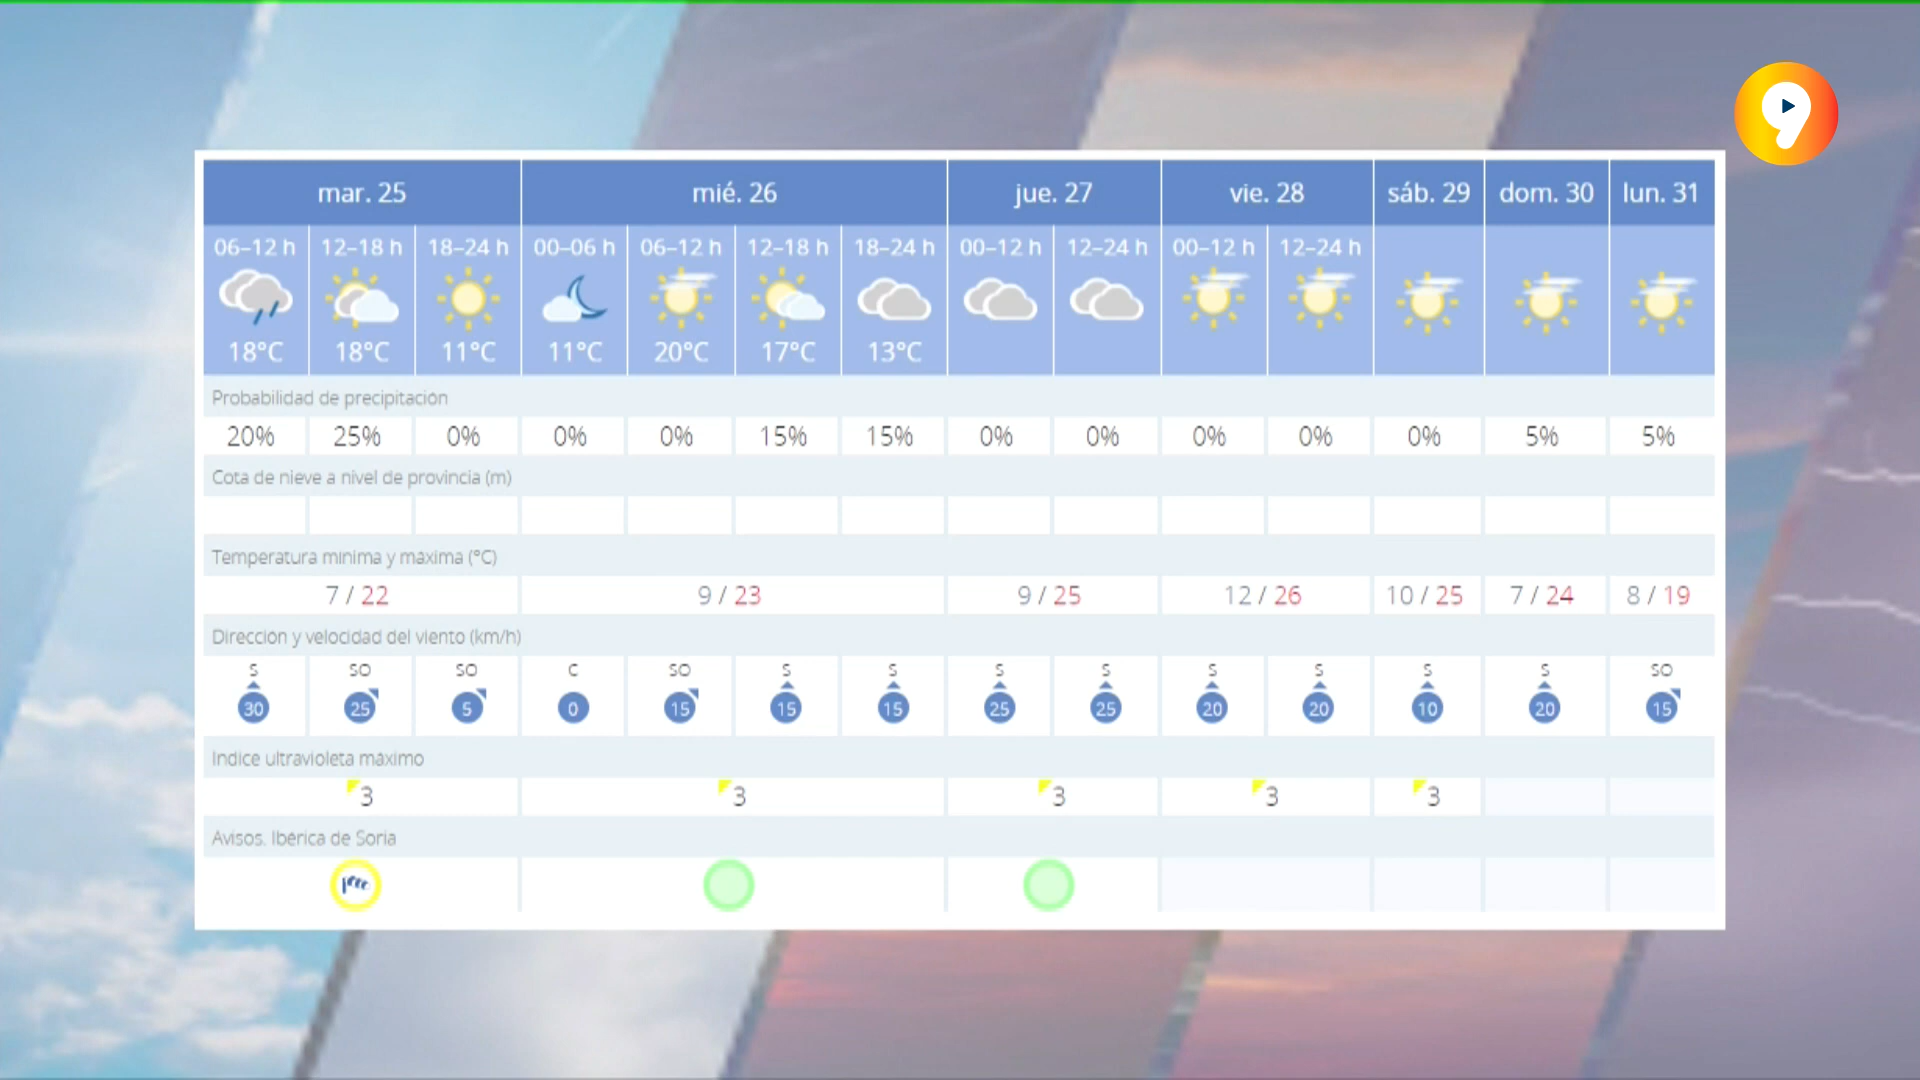 9
mar. 25 mié. 26 jue. 27 vie. 28 sáb. 29 dom. 30 lun. 31
06–12 h 12–18 h 18–24 h 00–06 h 06–12 h 12–18 h 18–24 h 00–12 h 12–24 h 00–12 h 12–24 h
18°C 18°C 11°C 11°C 20°C 17°C 13°C
Probabilidad de precipitación
20% 25% 0% 0% 0% 15% 15% 0% 0% 0% 0% 0% 5% 5%
Cota de nieve a nivel de provincia (m)
Temperatura mínima y máxima (°C)
7 / 22 9 / 23 9 / 25 12 / 26 10 / 25 7 / 24 8 / 19
Dirección y velocidad del viento (km/h)
S SO SO C SO S S S S S S S S SO
30 25 5 0 15 15 15 25 25 20 20 10 20 15
Indice ultravioleta máximo
3 3 3 3 3
Avisos. Ibérica de Soria